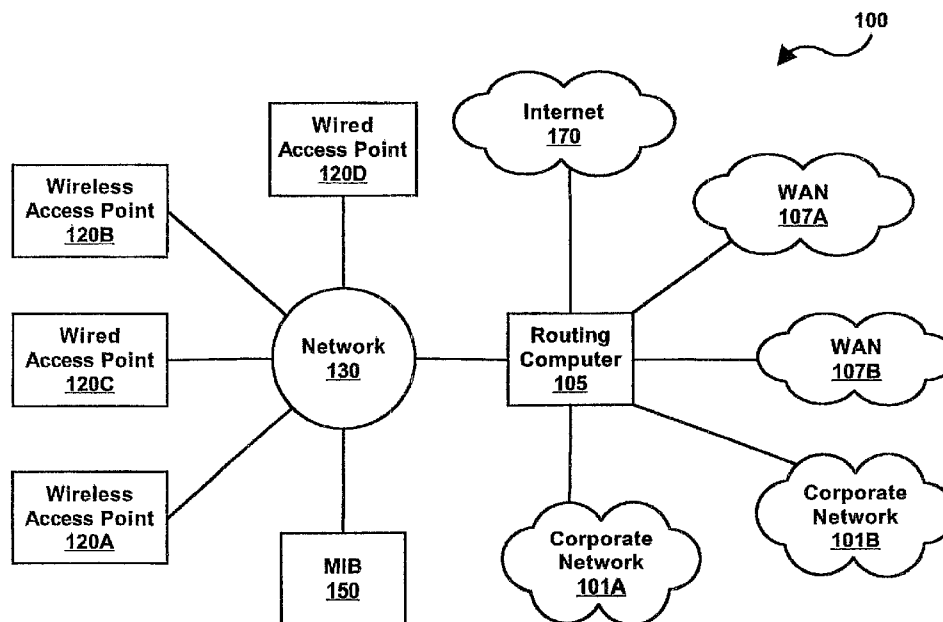 100
Internet
170
Wired
Access Point
120D
WAN
107A
Wireless
Access Point
120B
Wired
Access Point
120C
Network
130
Routing
Computer
105
WAN
107B
Wireless
Access Point
120A
MIB
150
Corporate
Network
101A
Corporate
Network
101B